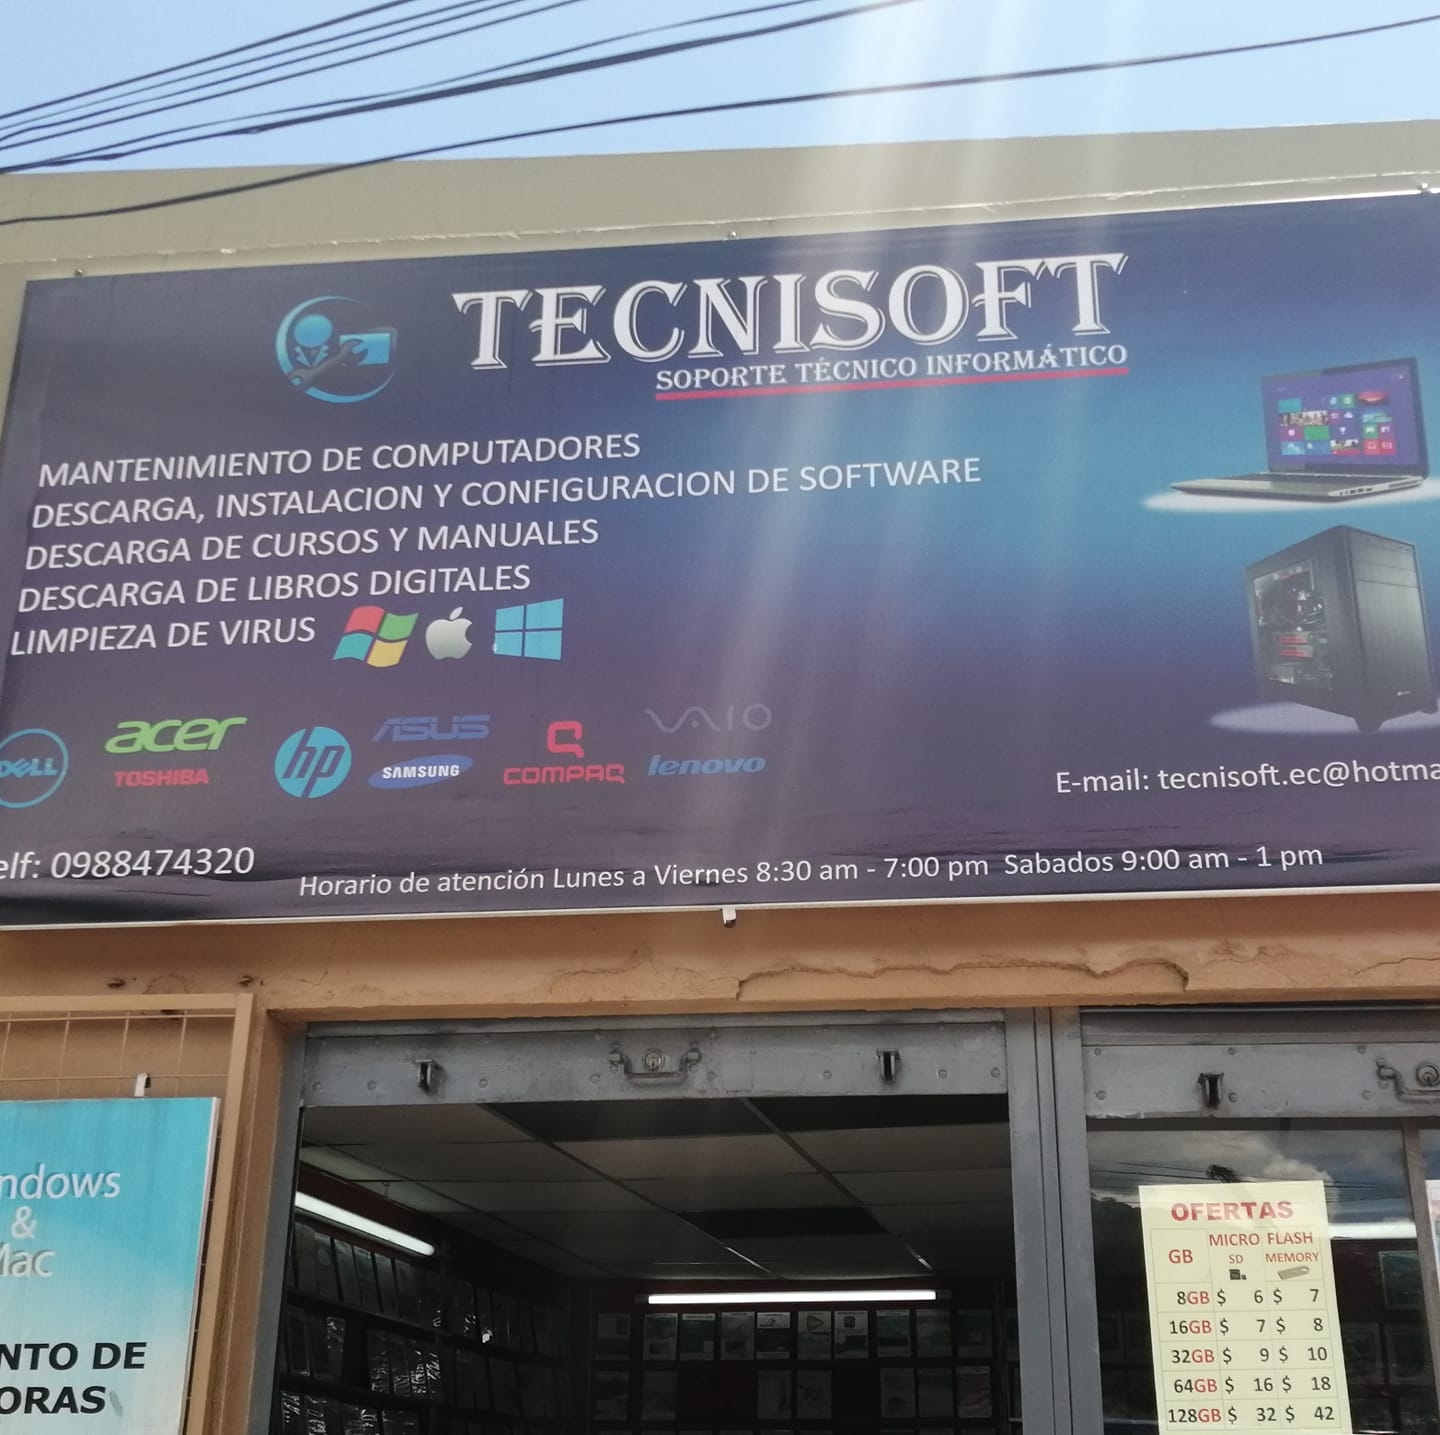 TECNISOFT
SOPORTE TÉCNICO INFORMÁTICO
MANTENIMIENTO DE COMPUTADORES
DESCARGA, INSTALACION Y CONFIGURACION DE SOFTWARE
DESCARGA DE CURSOS Y MANUALES
DESCARGA DE LIBROS DIGITALES
LIMPIEZA DE VIRUS
DELL
acer
TOSHIBA
hp
ASUS
SAMSUNG
COMPAQ
VAIO
lenovo
E-mail: tecnisoft.ec@hotma
elf: 0988474320
Horario de atención Lunes a Viernes 8:30 am - 7:00 pm Sabados 9:00 am - 1 pm
ndows
&
Mac
NTO DE
ORAS
OFERTAS
GB MICRO SD FLASH MEMORY
8GB $ 6 $ 7
16GB $ 7 $ 8
32GB $ 9 $ 10
64GB $ 16 $ 18
128GB $ 32 $ 42